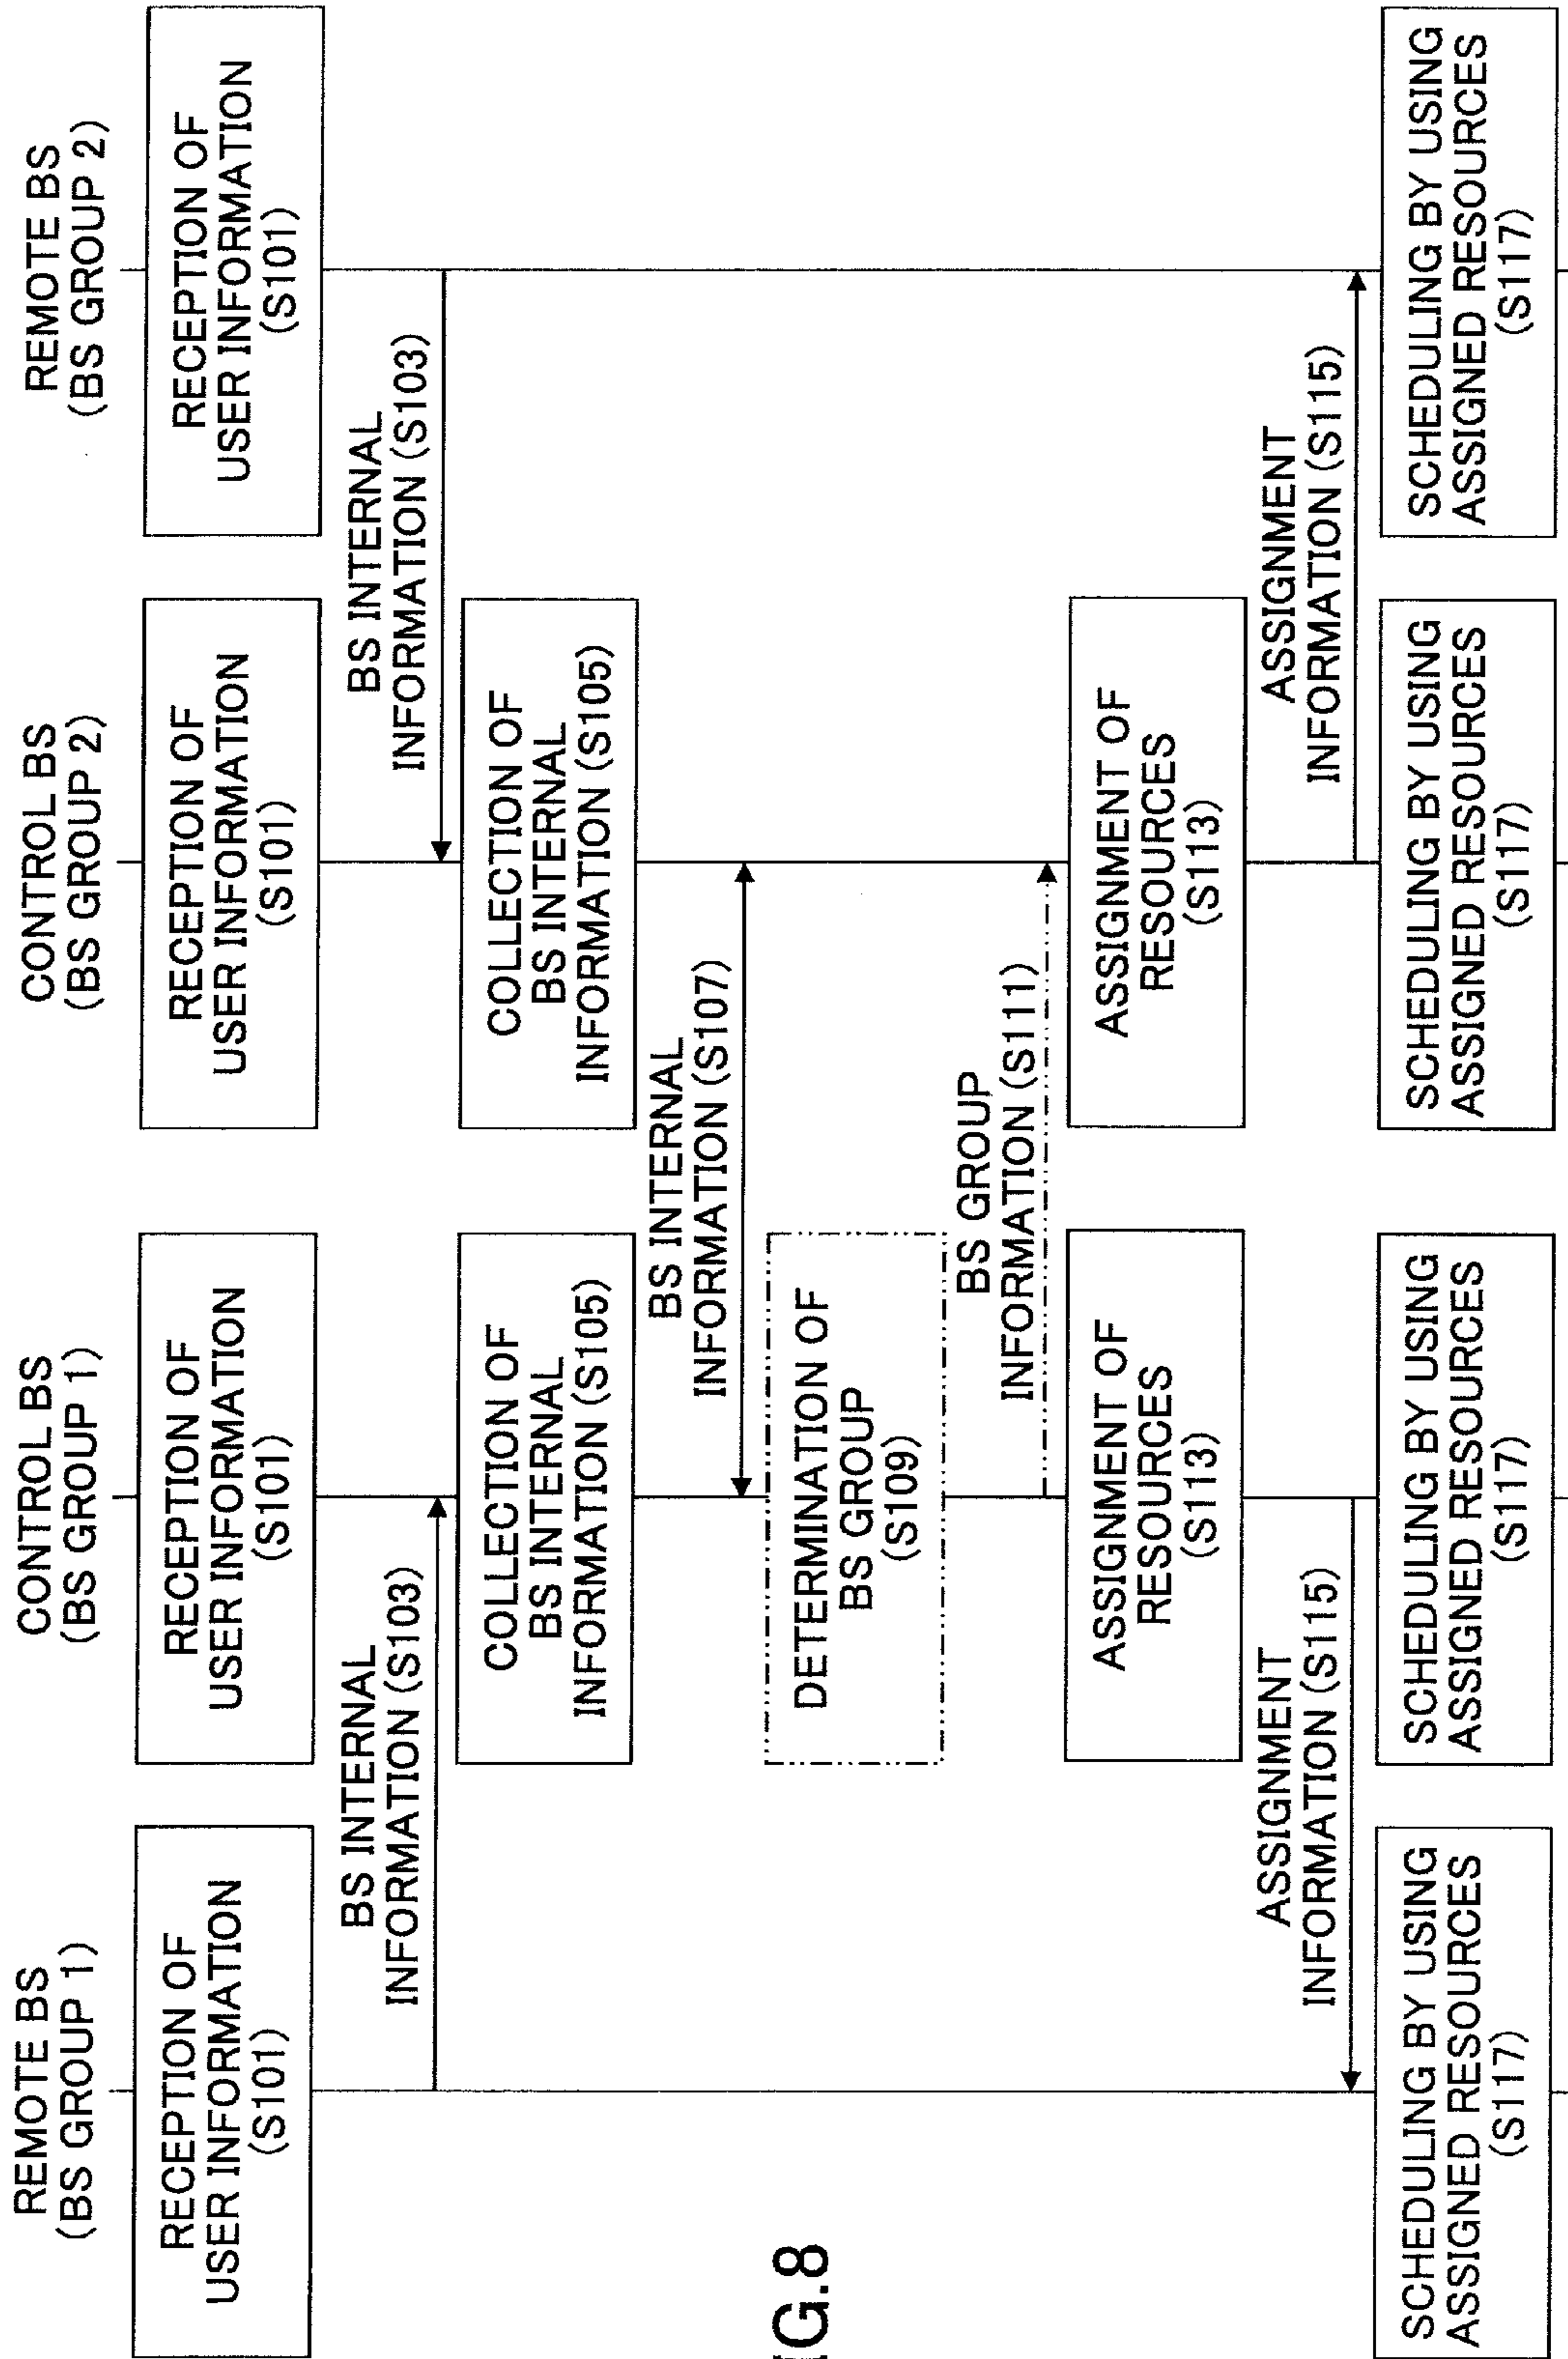 REMOTE BS
(BS GROUP 1)
CONTROL BS
(BS GROUP 1)
CONTROL BS
(BS GROUP 2)
REMOTE BS
(BS GROUP 2)
RECEPTION OF
USER INFORMATION
(S101)
RECEPTION OF
USER INFORMATION
(S101)
RECEPTION OF
USER INFORMATION
(S101)
RECEPTION OF
USER INFORMATION
(S101)
BS INTERNAL
INFORMATION (S103)
BS INTERNAL
INFORMATION (S103)
COLLECTION OF
BS INTERNAL
INFORMATION (S105)
COLLECTION OF
BS INTERNAL
INFORMATION (S105)
BS INTERNAL
INFORMATION (S107)
DETERMINATION OF
BS GROUP
(S109)
BS GROUP
INFORMATION (S111)
ASSIGNMENT OF
RESOURCES
(S113)
ASSIGNMENT OF
RESOURCES
(S113)
ASSIGNMENT
INFORMATION (S115)
ASSIGNMENT
INFORMATION (S115)
SCHEDULING BY USING
ASSIGNED RESOURCES
(S117)
SCHEDULING BY USING
ASSIGNED RESOURCES
(S117)
SCHEDULING BY USING
ASSIGNED RESOURCES
(S117)
SCHEDULING BY USING
ASSIGNED RESOURCES
(S117)
IG.8